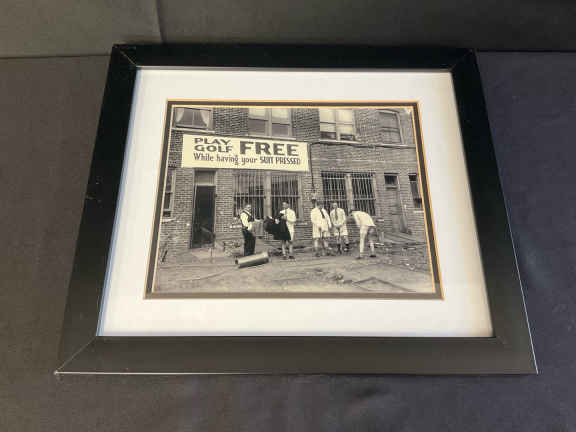 PLAY
GOLF FREE
While having your SUIT PRESSED